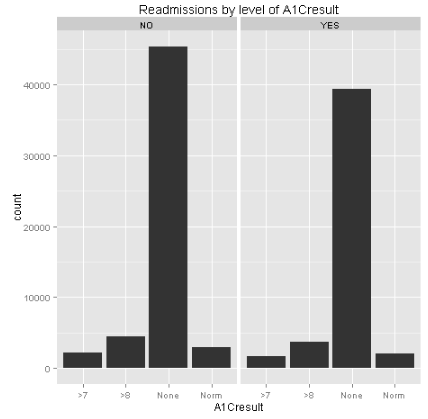 Readmissions by level of A1Cresult
NO YES
40000
30000
20000
10000
0
count
>7 >8 None Norm >7 >8 None Norm
A1Cresult